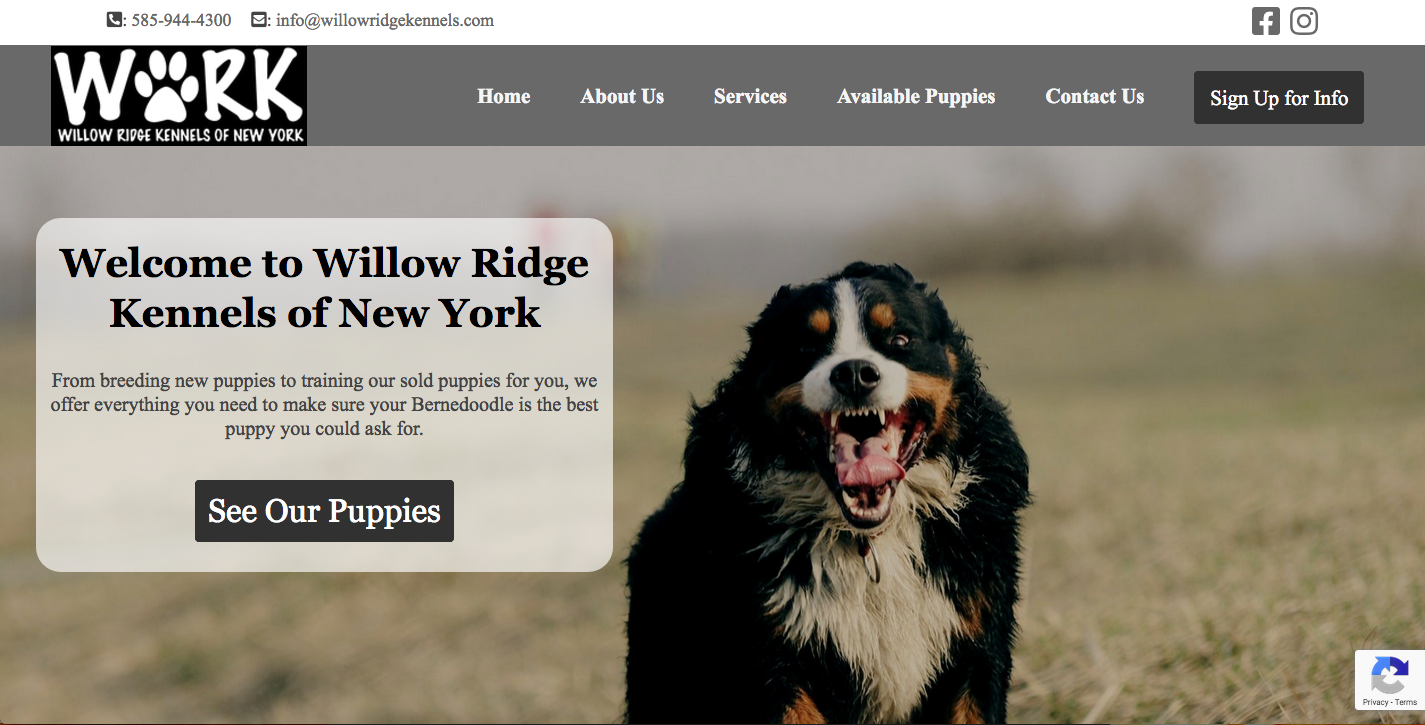 : 585-944-4300 : info@willowridgekennels.com
W RK
WILLOW RIDGE KENNELS OF NEW YORK
Home About Us Services Available Puppies Contact Us Sign Up for Info
Welcome to Willow Ridge
Kennels of New York
From breeding new puppies to training our sold puppies for you, we
offer everything you need to make sure your Bernedoodle is the best
puppy you could ask for.
See Our Puppies
Privacy - Terms